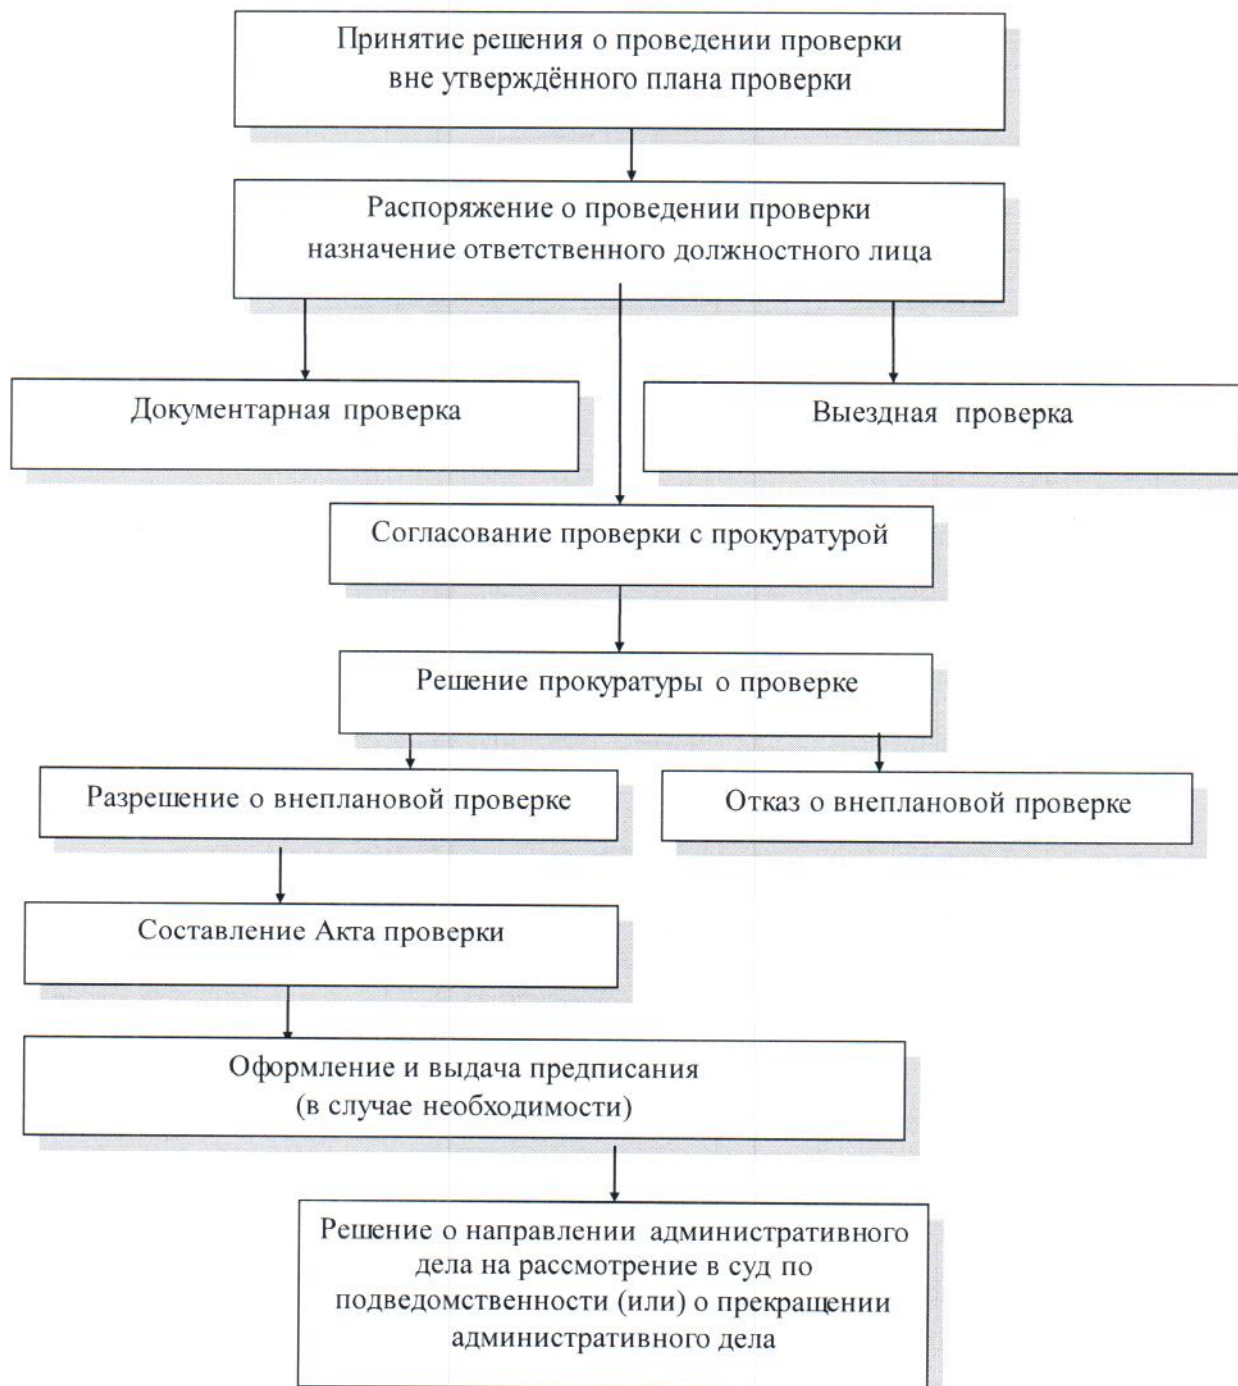 Принятие решения о проведении проверки
вне утверждённого плана проверки
Распоряжение о проведении проверки
назначение ответственного должностного лица
Документарная проверка
Выездная проверка
Согласование проверки с прокуратурой
Решение прокуратуры о проверке
Разрешение о внеплановой проверке
Отказ о внеплановой проверке
Составление Акта проверки
Оформление и выдача предписания
(в случае необходимости)
Решение о направлении административного
дела на рассмотрение в суд по
подведомственности (или) о прекращении
административного дела